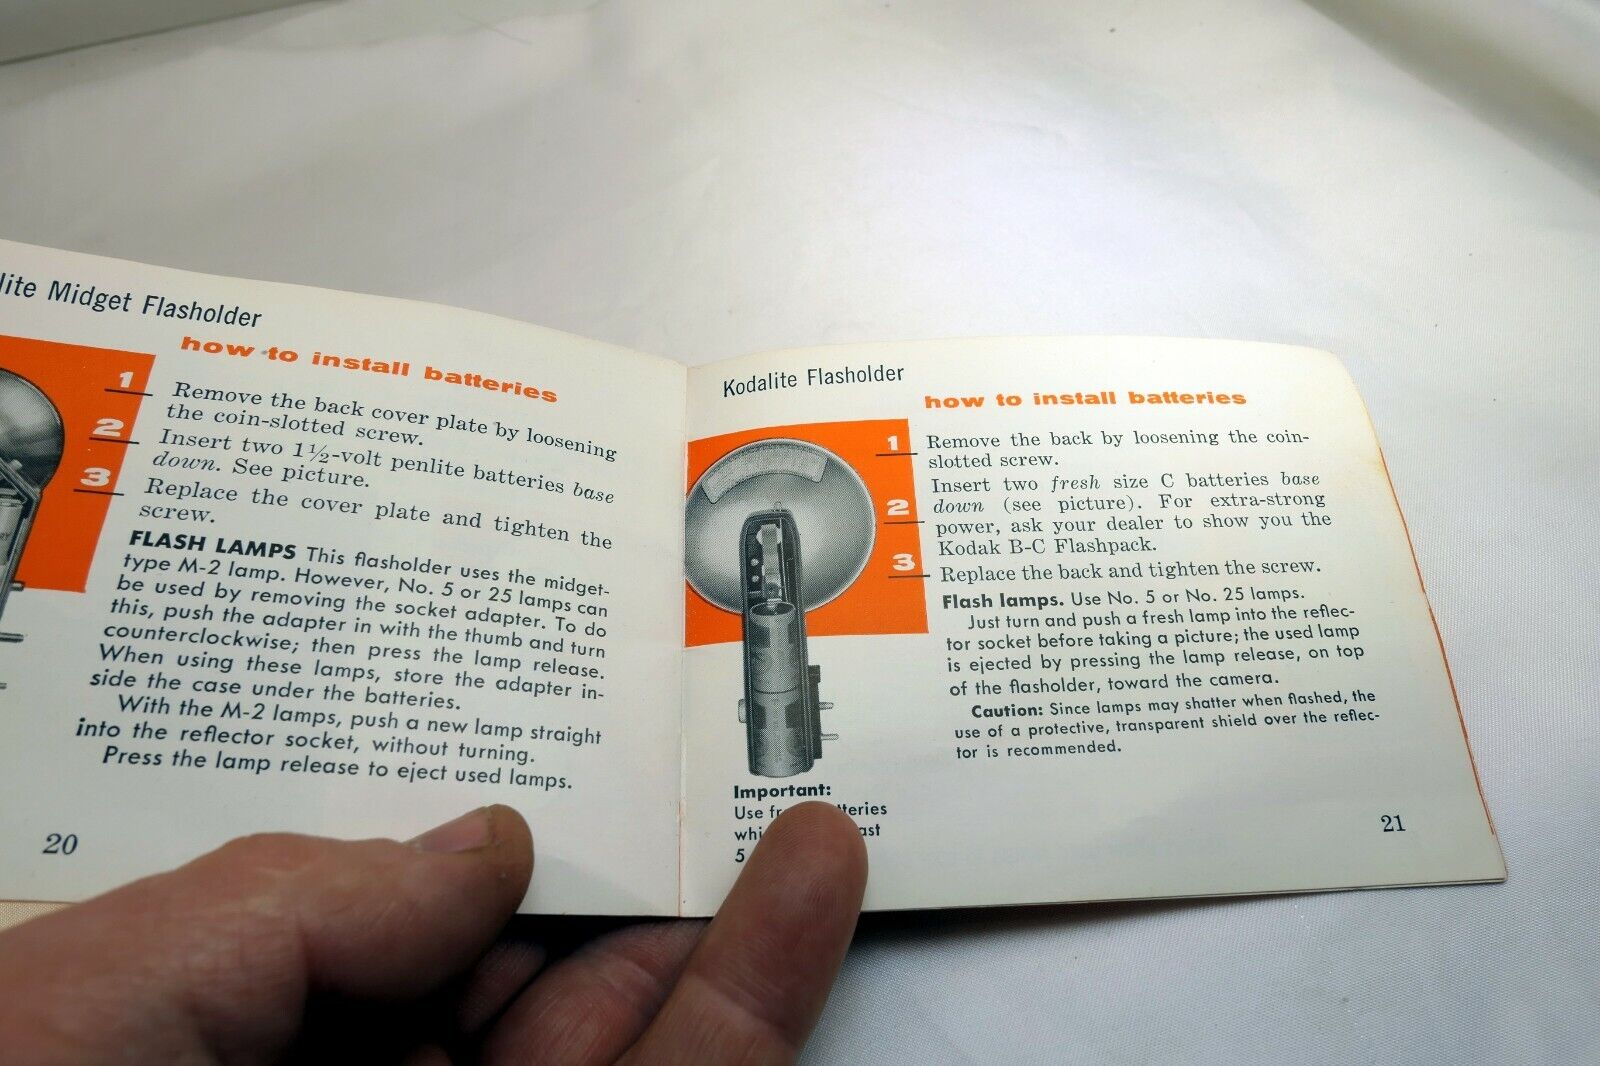 lite Midget Flasholder
how to install batteries
1 Remove the back cover plate by loosening
the coin-slotted screw.
2 Insert two 1½-volt penlite batteries base
down. See picture.
3 Replace the cover plate and tighten the
screw.
FLASH LAMPS This flasholder uses the midget-
type M-2 lamp. However, No. 5 or 25 lamps can
be used by removing the socket adapter. To do
this, push the adapter in with the thumb and turn
counterclockwise; then press the lamp release.
When using these lamps, store the adapter in-
side the case under the batteries.
With the M-2 lamps, push a new lamp straight
into the reflector socket, without turning.
Press the lamp release to eject used lamps.
20
Kodalite Flasholder
how to install batteries
1 Remove the back by loosening the coin-
slotted screw.
2 Insert two fresh size C batteries base
down (see picture). For extra-strong
power, ask your dealer to show you the
Kodak B-C Flashpack.
3 Replace the back and tighten the screw.
Flash lamps. Use No. 5 or No. 25 lamps.
Just turn and push a fresh lamp into the reflec-
tor socket before taking a picture; the used lamp
is ejected by pressing the lamp release, on top
of the flasholder, toward the camera.
Caution: Since lamps may shatter when flashed, the
use of a protective, transparent shield over the reflec-
tor is recommended.
Important:
Use
5
21